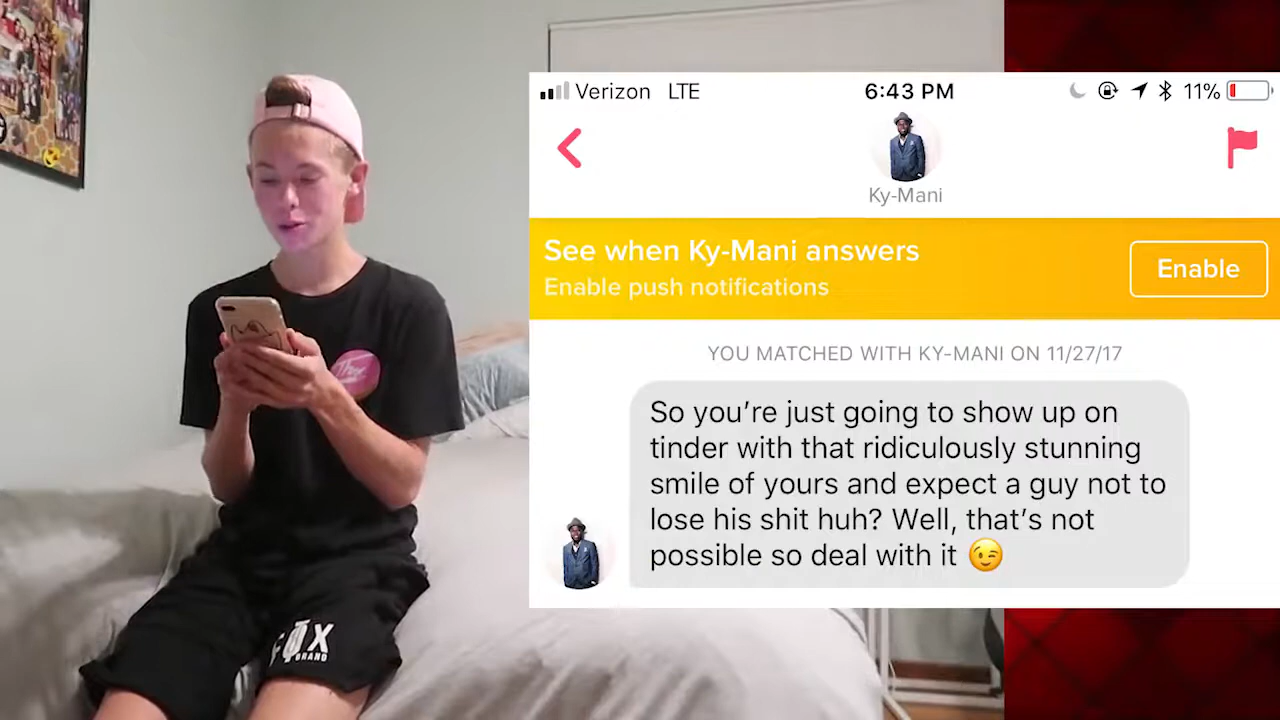 Verizon LTE 6:43 PM 11%
Ky-Mani
See when Ky-Mani answers
Enable push notifications
Enable
YOU MATCHED WITH KY-MANI ON 11/27/17
So you're just going to show up on
tinder with that ridiculously stunning
smile of yours and expect a guy not to
lose his shit huh? Well, that's not
possible so deal with it 😉
FOX
BRAND